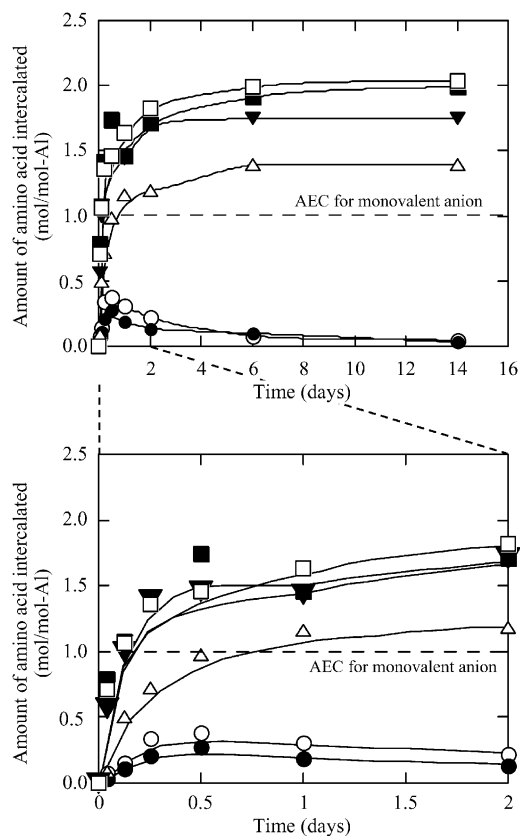 2.5
2.0
1.5
1.0
0.5
0.0
Amount of amino acid intercalated
(mol/mol-Al)
AEC for monovalent anion
0 2 4 6 8 10 12 14 16
Time (days)
2.5
2.0
1.5
1.0
0.5
0.0
Amount of amino acid intercalated
(mol/mol-Al)
AEC for monovalent anion
0 0.5 1 1.5 2
Time (days)